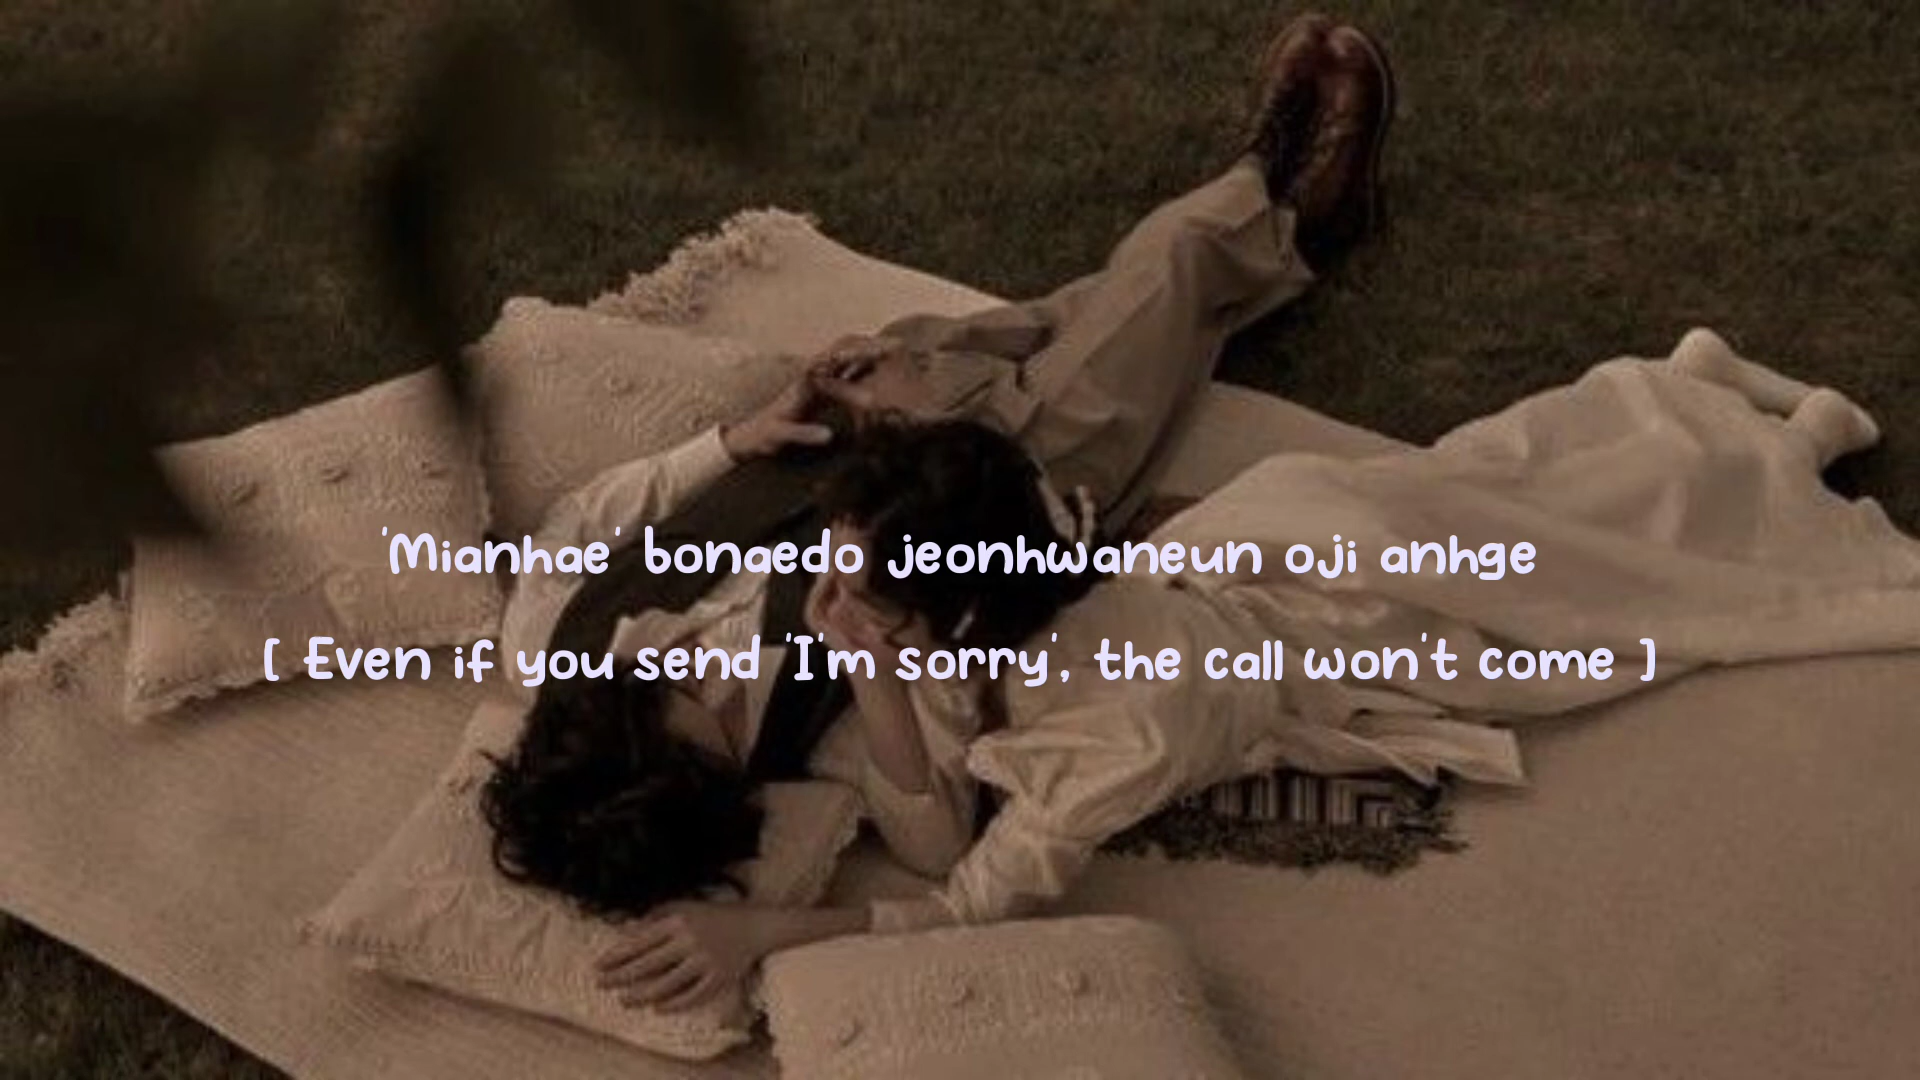 'Mianhae' bonaedo jeonhwaneun oji anhge
[ Even if you send 'I'm sorry', the call won't come ]